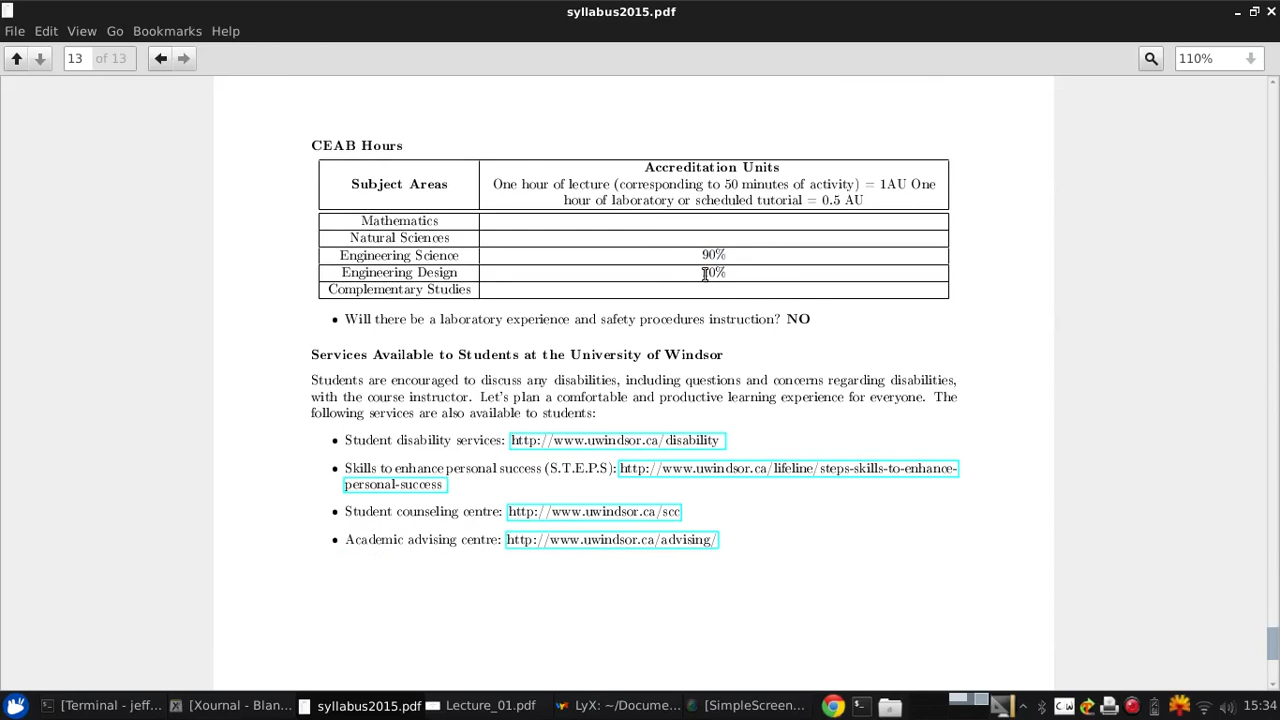 syllabus2015.pdf
File Edit View Go Bookmarks Help
13 of 13 110%
CEAB Hours
Subject Areas
Accreditation Units
One hour of lecture (corresponding to 50 minutes of activity) = 1AU One
hour of laboratory or scheduled tutorial = 0.5 AU
Mathematics
Natural Sciences
Engineering Science 90%
Engineering Design
Complementary Studies
• Will there be a laboratory experience and safety procedures instruction? NO
Services Available to Students at the University of Windsor
Students are encouraged to discuss any disabilities, including questions and concerns regarding disabilities,
with the course instructor. Let's plan a comfortable and productive learning experience for everyone. The
following services are also available to students:
• Student disability services: http://www.uwindsor.ca/disability
• Skills to enhance personal success (S.T.E.P.S): http://www.uwindsor.ca/lifeline/steps-skills-to-enhance-
personal-success
• Student counseling centre: http://www.uwindsor.ca/scc
• Academic advising centre: http://www.uwindsor.ca/advising/
[Terminal - jeff... [Xournal - Blan... syllabus2015.pdf Lecture_01.pdf LyX: ~/Docume... [SimpleScreen... CW 15:34